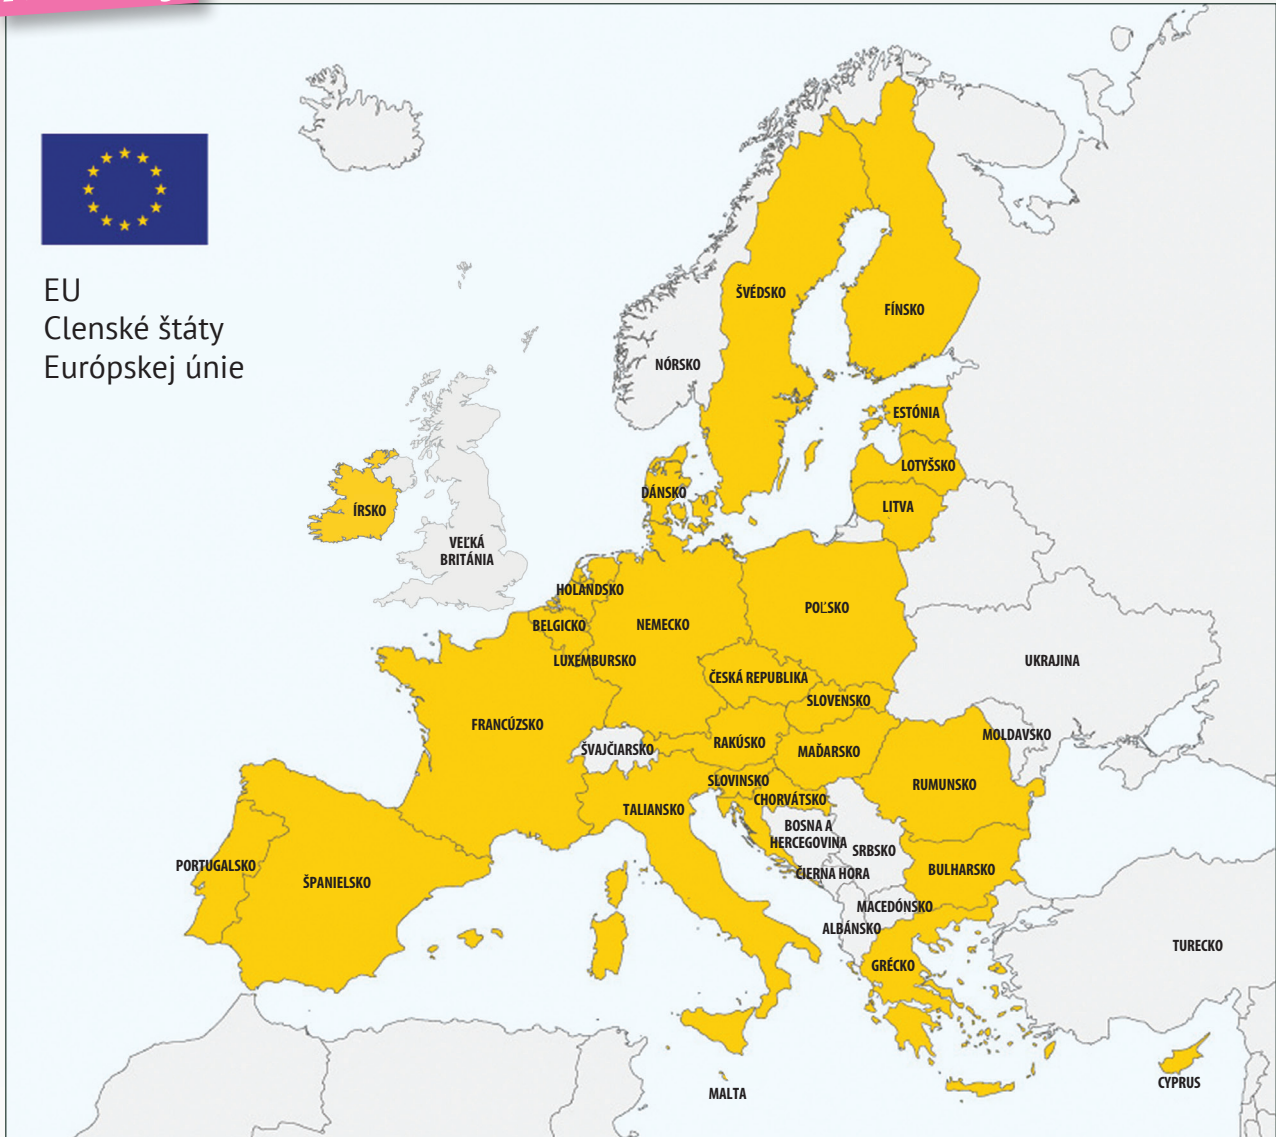 EU
Clenské štáty
Európskej únie
ŠVÉDSKO
FÍNSKO
NÓRSKO
ESTÓNIA
LOTYŠSKO
LITVA
DÁNSKO
ÍRSKO
VEĽKÁ
BRITÁNIA
HOLANDSKO
BELGICKO
NEMECKO
POĽSKO
LUXEMBURSKO
ČESKÁ REPUBLIKA
UKRAJINA
SLOVENSKO
FRANCÚZSKO
ŠVAJČIARSKO
RAKÚSKO
MAĎARSKO
MOLDAVSKO
SLOVINSKO
RUMUNSKO
CHORVÁTSKO
TALIANSKO
BOSNA A
HERCEGOVINA
SRBSKO
PORTUGALSKO
ŠPANIELSKO
ČIERNA HORA
BULHARSKO
MACEDÓNSKO
ALBÁNSKO
TURECKO
GRÉCKO
MALTA
CYPRUS